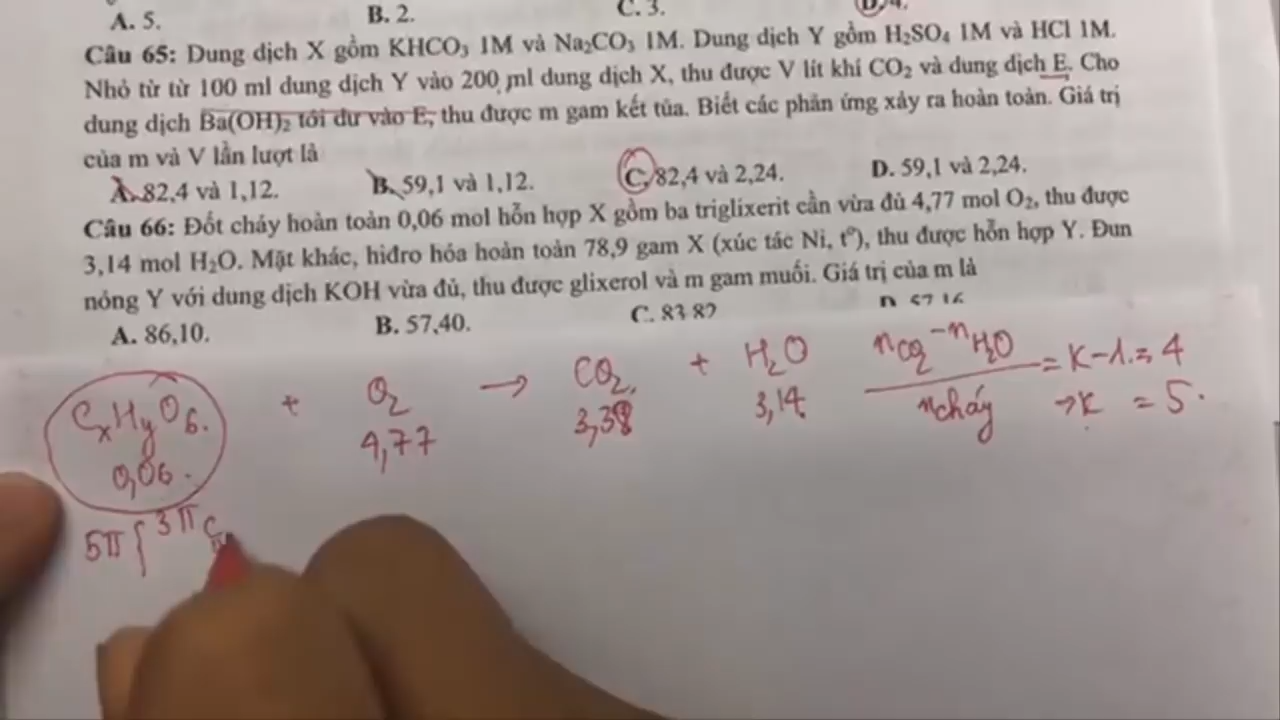 A. 5.
B. 2.
C. 3.
D. 4.
Câu 65: Dung dịch X gồm KHCO₃ 1M và Na₂CO₃ 1M. Dung dịch Y gồm H₂SO₄ 1M và HCl 1M.
Nhỏ từ từ 100 ml dung dịch Y vào 200 ml dung dịch X, thu được V lít khí CO₂ và dung dịch E. Cho
dung dịch Ba(OH)₂ tới dư vào E, thu được m gam kết tủa. Biết các phản ứng xảy ra hoàn toàn. Giá trị
của m và V lần lượt là
A. 82,4 và 1,12.
B. 59,1 và 1,12.
C. 82,4 và 2,24.
D. 59,1 và 2,24.
Câu 66: Đốt cháy hoàn toàn 0,06 mol hỗn hợp X gồm ba triglixerit cần vừa đủ 4,77 mol O₂, thu được
3,14 mol H₂O. Mặt khác, hiđro hóa hoàn toàn 78,9 gam X (xúc tác Ni, t°), thu được hỗn hợp Y. Đun
nóng Y với dung dịch KOH vừa đủ, thu được glixerol và m gam muối. Giá trị của m là
A. 86,10.
B. 57,40.
C. 83,82
D. 57,16
CₓHᵧO₆. + O₂ → CO₂ + H₂O
0,06. 4,77 3,38 3,14
nCO₂ - nH₂O / n cháy = K - 1 = 4
→ K = 5.
5π { 3π C